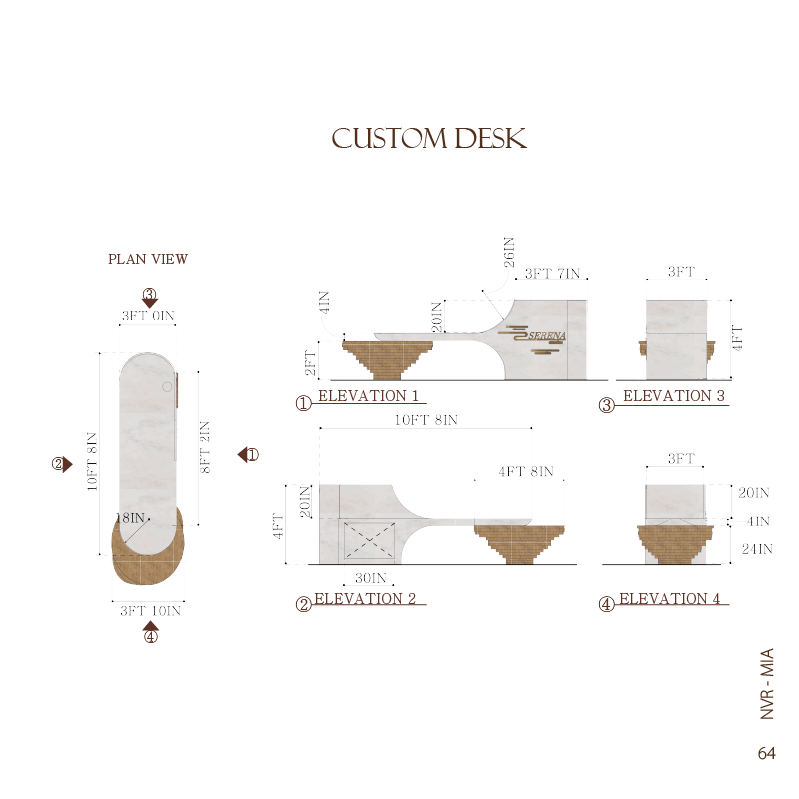 CUSTOM DESK
PLAN VIEW
3
3FT 0IN
10FT 8IN
8FT 2IN
2
1
18IN
3FT 10IN
4
26IN
3FT 7IN
4IN
20IN
2FT
SERENA
1 ELEVATION 1
3FT
4FT
3 ELEVATION 3
10FT 8IN
4FT 8IN
20IN
4FT
30IN
2 ELEVATION 2
3FT
20IN
4IN
24IN
4 ELEVATION 4
NVR - MIA
64